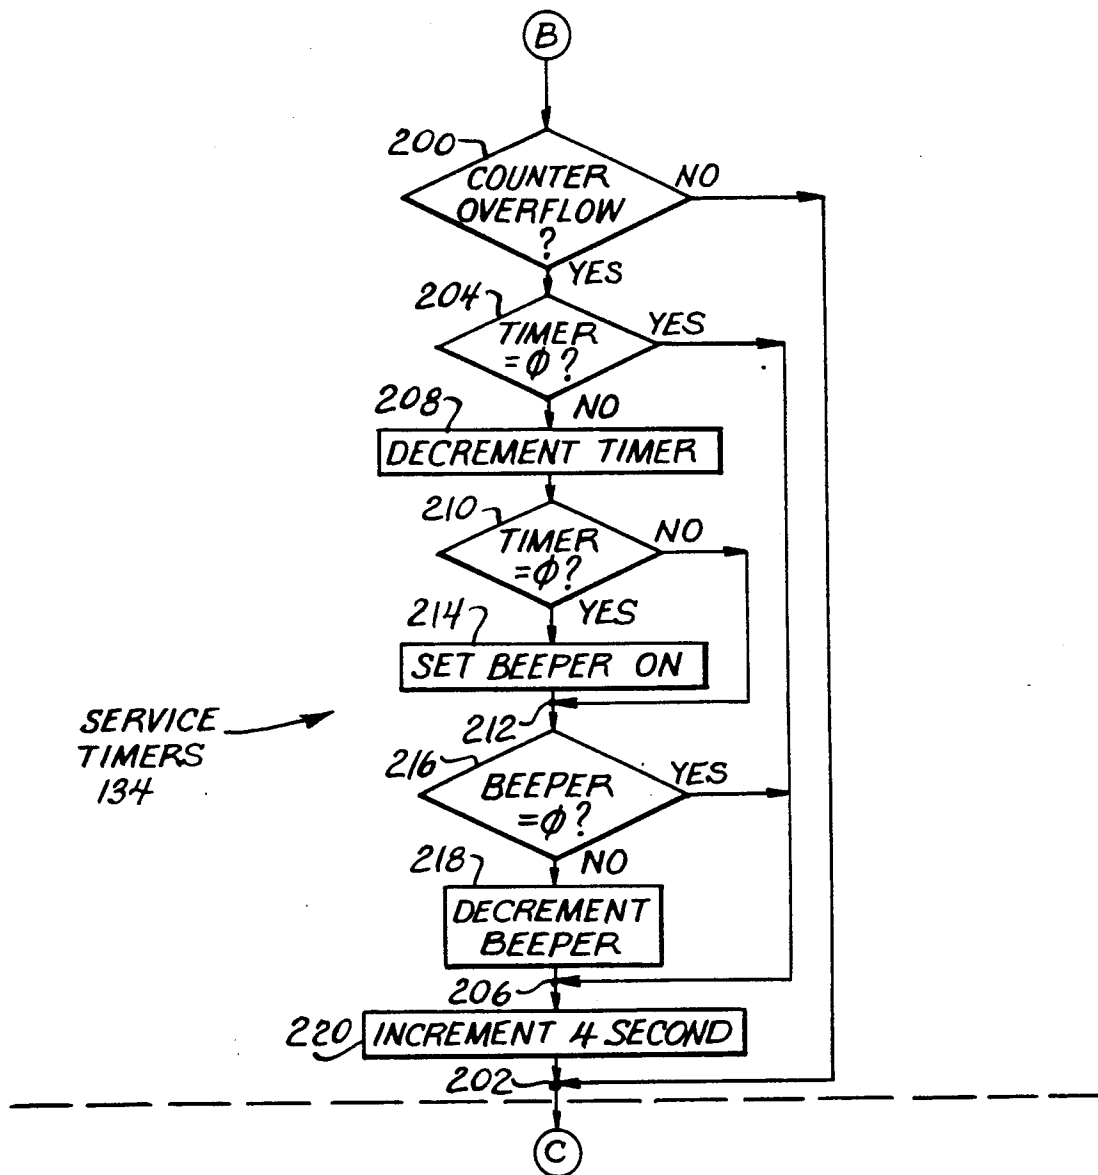 B
200
COUNTER
OVERFLOW
?
NO
YES
204
TIMER
=φ?
YES
NO
208
DECREMENT TIMER
210
TIMER
=φ?
NO
YES
214
SET BEEPER ON
212
SERVICE
TIMERS
134
216
BEEPER
=φ?
YES
NO
218
DECREMENT
BEEPER
206
220
INCREMENT 4 SECOND
202
C